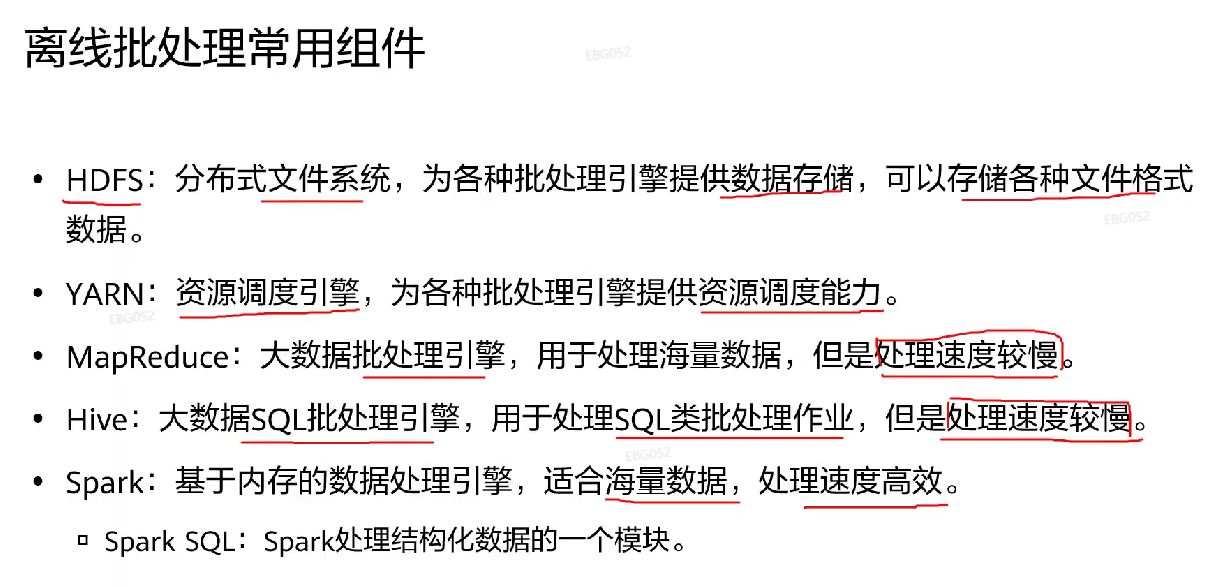 离线批处理常用组件
EBG052
• HDFS：分布式文件系统，为各种批处理引擎提供数据存储，可以存储各种文件格式
数据。
EBG052
• YARN：资源调度引擎，为各种批处理引擎提供资源调度能力。
EBG052
• MapReduce：大数据批处理引擎，用于处理海量数据，但是处理速度较慢。
• Hive：大数据SQL批处理引擎，用于处理SQL类批处理作业，但是处理速度较慢。
EBG052
• Spark：基于内存的数据处理引擎，适合海量数据，处理速度高效。
▫ Spark SQL：Spark处理结构化数据的一个模块。